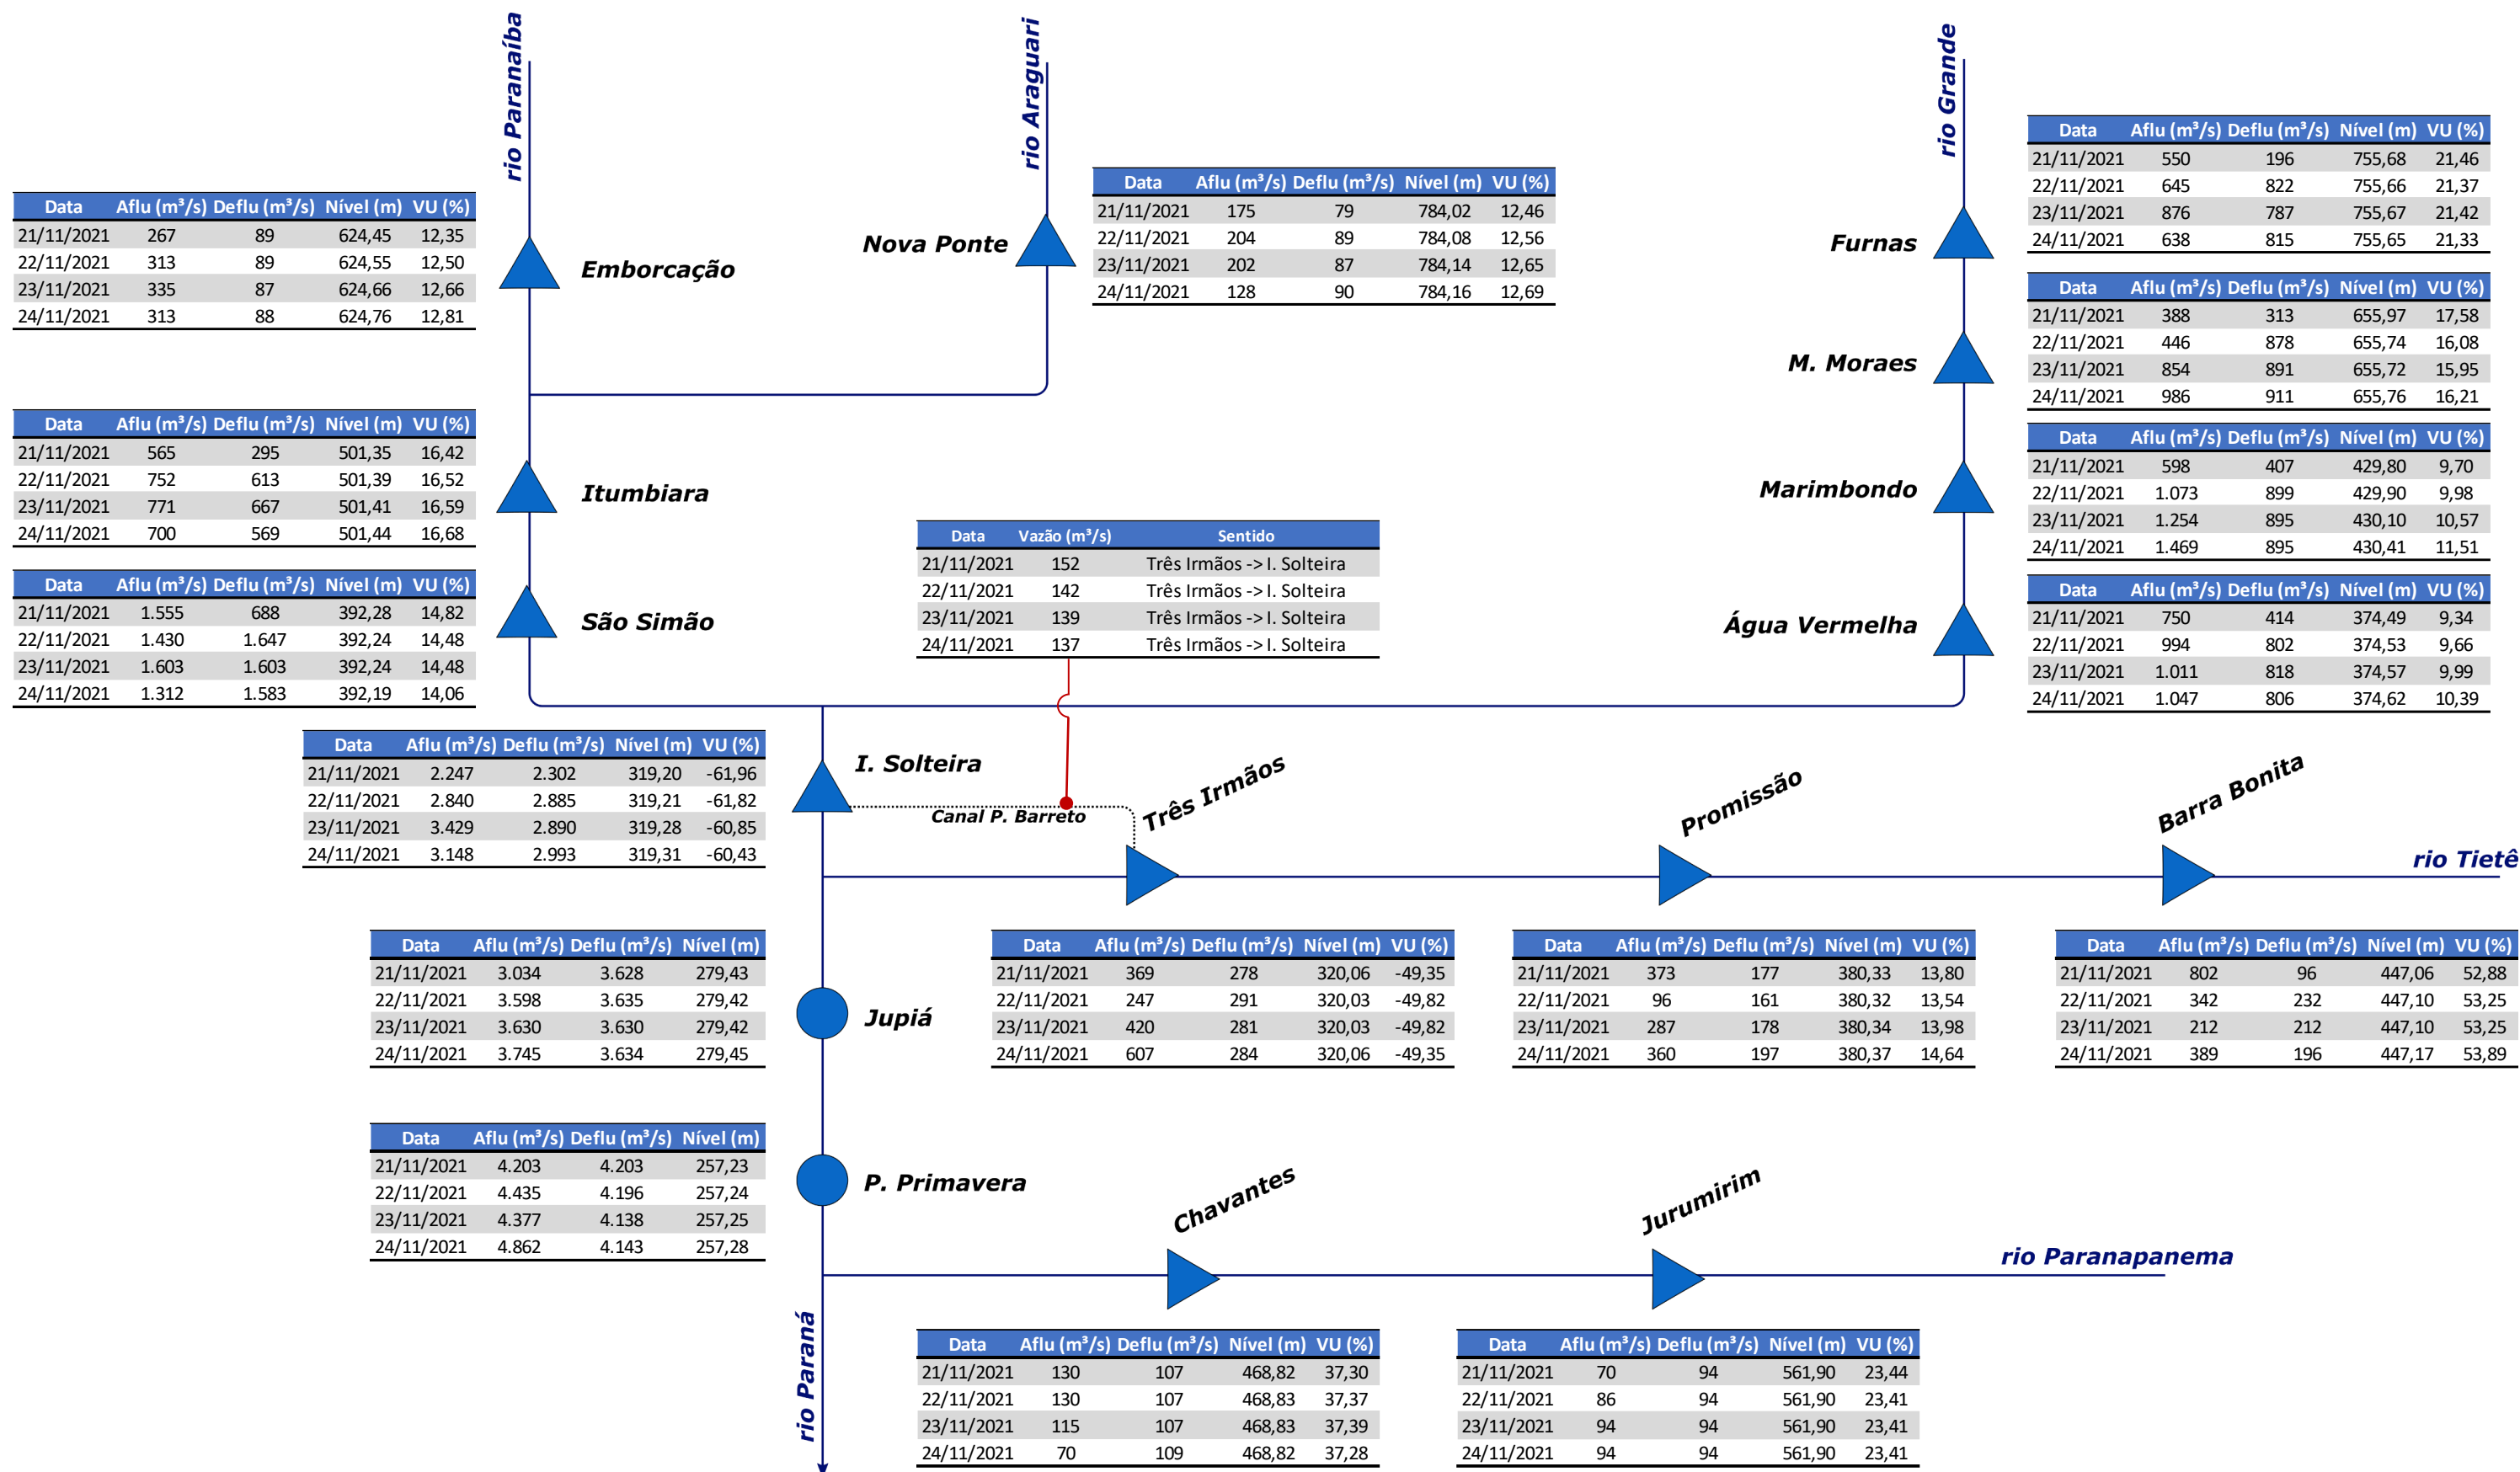 rio Paranaíba
rio Araguari
rio Grande
Data Aflu (m³/s) Deflu (m³/s) Nível (m) VU (%)
21/11/2021 550 196 755,68 21,46
22/11/2021 645 822 755,66 21,37
23/11/2021 876 787 755,67 21,42
24/11/2021 638 815 755,65 21,33
Furnas
Data Aflu (m³/s) Deflu (m³/s) Nível (m) VU (%)
21/11/2021 175 79 784,02 12,46
22/11/2021 204 89 784,08 12,56
23/11/2021 202 87 784,14 12,65
24/11/2021 128 90 784,16 12,69
Nova Ponte
Data Aflu (m³/s) Deflu (m³/s) Nível (m) VU (%)
21/11/2021 267 89 624,45 12,35
22/11/2021 313 89 624,55 12,50
23/11/2021 335 87 624,66 12,66
24/11/2021 313 88 624,76 12,81
Emborcação
Data Aflu (m³/s) Deflu (m³/s) Nível (m) VU (%)
21/11/2021 388 313 655,97 17,58
22/11/2021 446 878 655,74 16,08
23/11/2021 854 891 655,72 15,95
24/11/2021 986 911 655,76 16,21
M. Moraes
Data Aflu (m³/s) Deflu (m³/s) Nível (m) VU (%)
21/11/2021 565 295 501,35 16,42
22/11/2021 752 613 501,39 16,52
23/11/2021 771 667 501,41 16,59
24/11/2021 700 569 501,44 16,68
Itumbiara
Data Aflu (m³/s) Deflu (m³/s) Nível (m) VU (%)
21/11/2021 598 407 429,80 9,70
22/11/2021 1.073 899 429,90 9,98
23/11/2021 1.254 895 430,10 10,57
24/11/2021 1.469 895 430,41 11,51
Marimbondo
Data Vazão (m³/s) Sentido
21/11/2021 152 Três Irmãos -> I. Solteira
22/11/2021 142 Três Irmãos -> I. Solteira
23/11/2021 139 Três Irmãos -> I. Solteira
24/11/2021 137 Três Irmãos -> I. Solteira
Data Aflu (m³/s) Deflu (m³/s) Nível (m) VU (%)
21/11/2021 1.555 688 392,28 14,82
22/11/2021 1.430 1.647 392,24 14,48
23/11/2021 1.603 1.603 392,24 14,48
24/11/2021 1.312 1.583 392,19 14,06
São Simão
Data Aflu (m³/s) Deflu (m³/s) Nível (m) VU (%)
21/11/2021 750 414 374,49 9,34
22/11/2021 994 802 374,53 9,66
23/11/2021 1.011 818 374,57 9,99
24/11/2021 1.047 806 374,62 10,39
Água Vermelha
Data Aflu (m³/s) Deflu (m³/s) Nível (m) VU (%)
21/11/2021 2.247 2.302 319,20 -61,96
22/11/2021 2.840 2.885 319,21 -61,82
23/11/2021 3.429 2.890 319,28 -60,85
24/11/2021 3.148 2.993 319,31 -60,43
I. Solteira
Canal P. Barreto
Três Irmãos
Promissão
Barra Bonita
rio Tietê
Data Aflu (m³/s) Deflu (m³/s) Nível (m)
21/11/2021 3.034 3.628 279,43
22/11/2021 3.598 3.635 279,42
23/11/2021 3.630 3.630 279,42
24/11/2021 3.745 3.634 279,45
Jupiá
Data Aflu (m³/s) Deflu (m³/s) Nível (m) VU (%)
21/11/2021 369 278 320,06 -49,35
22/11/2021 247 291 320,03 -49,82
23/11/2021 420 281 320,03 -49,82
24/11/2021 607 284 320,06 -49,35
Data Aflu (m³/s) Deflu (m³/s) Nível (m) VU (%)
21/11/2021 373 177 380,33 13,80
22/11/2021 96 161 380,32 13,54
23/11/2021 287 178 380,34 13,98
24/11/2021 360 197 380,37 14,64
Data Aflu (m³/s) Deflu (m³/s) Nível (m) VU (%)
21/11/2021 802 96 447,06 52,88
22/11/2021 342 232 447,10 53,25
23/11/2021 212 212 447,10 53,25
24/11/2021 389 196 447,17 53,89
Data Aflu (m³/s) Deflu (m³/s) Nível (m)
21/11/2021 4.203 4.203 257,23
22/11/2021 4.435 4.196 257,24
23/11/2021 4.377 4.138 257,25
24/11/2021 4.862 4.143 257,28
P. Primavera
Chavantes
Jurumirim
rio Paranapanema
rio Paraná
Data Aflu (m³/s) Deflu (m³/s) Nível (m) VU (%)
21/11/2021 130 107 468,82 37,30
22/11/2021 130 107 468,83 37,37
23/11/2021 115 107 468,83 37,39
24/11/2021 70 109 468,82 37,28
Data Aflu (m³/s) Deflu (m³/s) Nível (m) VU (%)
21/11/2021 70 94 561,90 23,44
22/11/2021 86 94 561,90 23,41
23/11/2021 94 94 561,90 23,41
24/11/2021 94 94 561,90 23,41